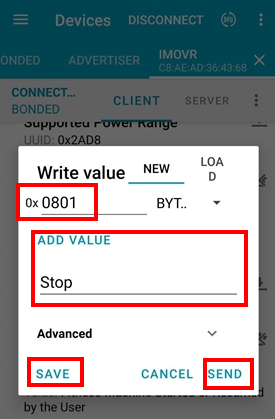 Devices DISCONNECT
ONDED ADVERTISER IMOVR
C8:AE:AD:36:43:68
CONNECT...
BONDED CLIENT SERVER
Supported Power Range
UUID: 0x2AD8
Write value NEW LOA
D
0x 0801 BYT..
ADD VALUE
Stop
Advanced
SAVE CANCEL SEND
by the User